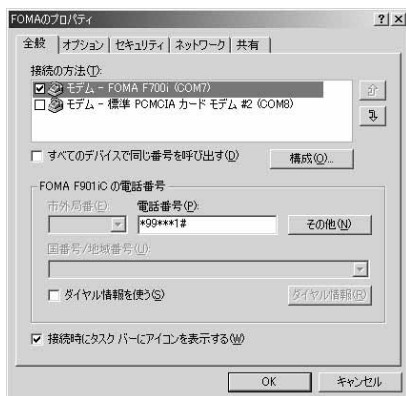 FOMAのプロパティ
全般 オプション セキュリティ ネットワーク 共有
接続の方法(T):
モデム - FOMA F700i (COM7)
モデム - 標準 PCMCIA カード モデム #2 (COM8)
すべてのデバイスで同じ番号を呼び出す(D) 構成(O)...
FOMA F901iC の電話番号
市外局番(E): 電話番号(P):
*99***1# その他(N)
国番号/地域番号(U):
ダイヤル情報を使う(S) ダイヤル情報(R)
接続時にタスク バーにアイコンを表示する(W)
OK キャンセル